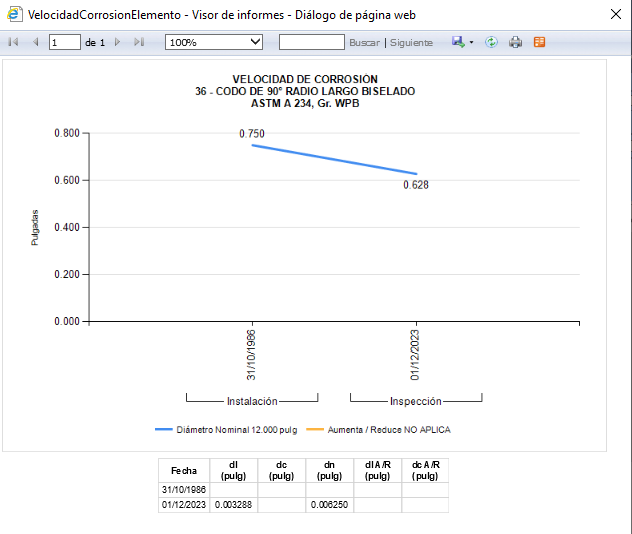 VelocidadCorrosionElemento - Visor de informes - Diálogo de página web
1 de 1 100% Buscar | Siguiente
VELOCIDAD DE CORROSIÓN
36 - CODO DE 90° RADIO LARGO BISELADO
ASTM A 234, Gr. WPB
0.800
0.750
0.600
0.628
0.400
0.200
0.000
Pulgadas
31/10/1986
01/12/2023
Instalación Inspección
Diámetro Nominal 12.000 pulg Aumenta / Reduce NO APLICA
Fecha dl (pulg) dc (pulg) dn (pulg) dl A/R (pulg) dc A/R (pulg)
31/10/1986
01/12/2023 0.003288 0.006250